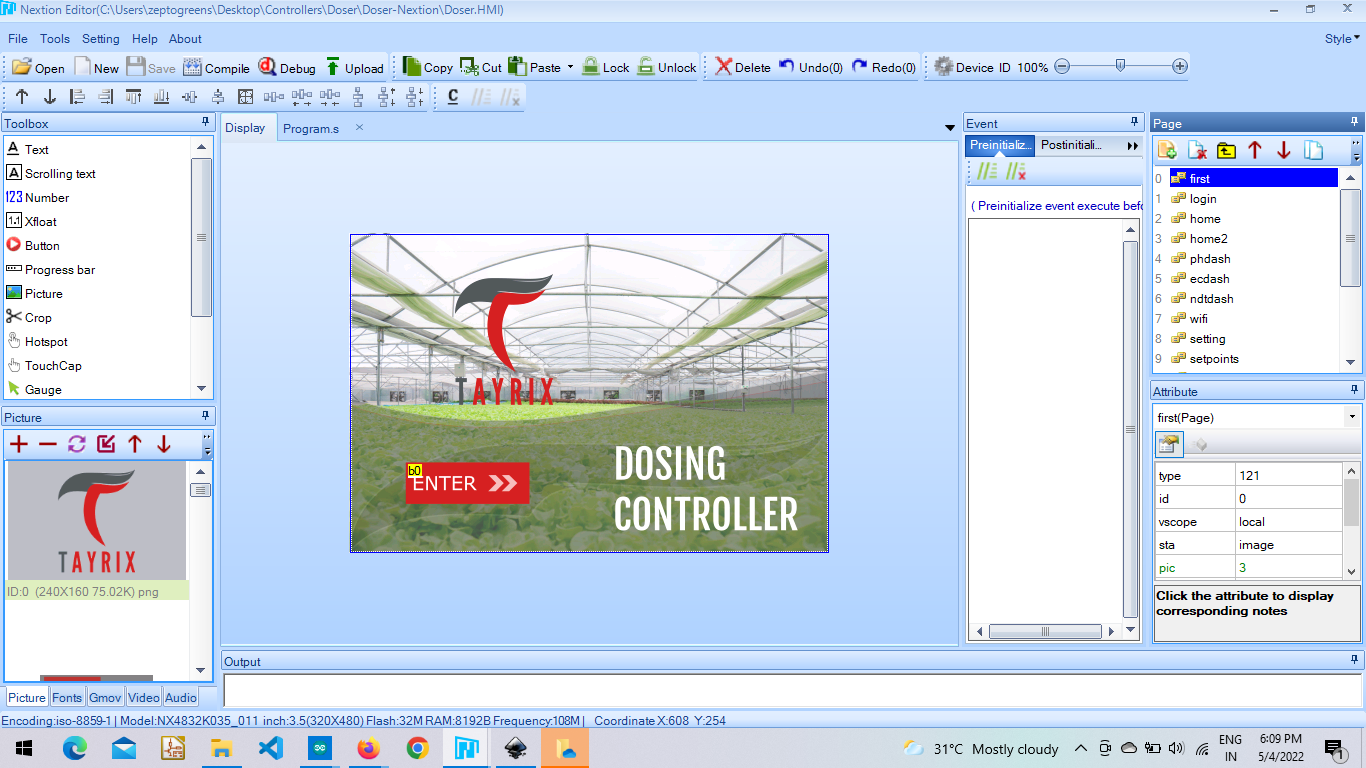 Nextion Editor(C:\Users\zeptogreens\Desktop\Controllers\Doser\Doser-Nextion\Doser.HMI)
File Tools Setting Help About
Style
Open New Save Compile Debug Upload Copy Cut Paste Lock Unlock Delete Undo(0) Redo(0) Device ID 100%
C
Toolbox
Text
Scrolling text
123 Number
1.1 Xfloat
Button
Progress bar
Picture
Crop
Hotspot
TouchCap
Gauge
Picture
TAYRIX
ID:0 (240X160 75.02K) png
Picture Fonts Gmov Video Audio
Display Program.s
TAYRIX
b0
ENTER
DOSING
CONTROLLER
Output
Event
Preinitializ... Postinitiali...
( Preinitialize event execute befo
Page
0 first
1 login
2 home
3 home2
4 phdash
5 ecdash
6 ndtdash
7 wifi
8 setting
9 setpoints
Attribute
first(Page)
type 121
id 0
vscope local
sta image
pic 3
Click the attribute to display
corresponding notes
Encoding:iso-8859-1 | Model:NX4832K035_011 inch:3.5(320X480) Flash:32M RAM:8192B Frequency:108M | Coordinate X:608 Y:254
31°C Mostly cloudy
ENG
IN
6:09 PM
5/4/2022
1